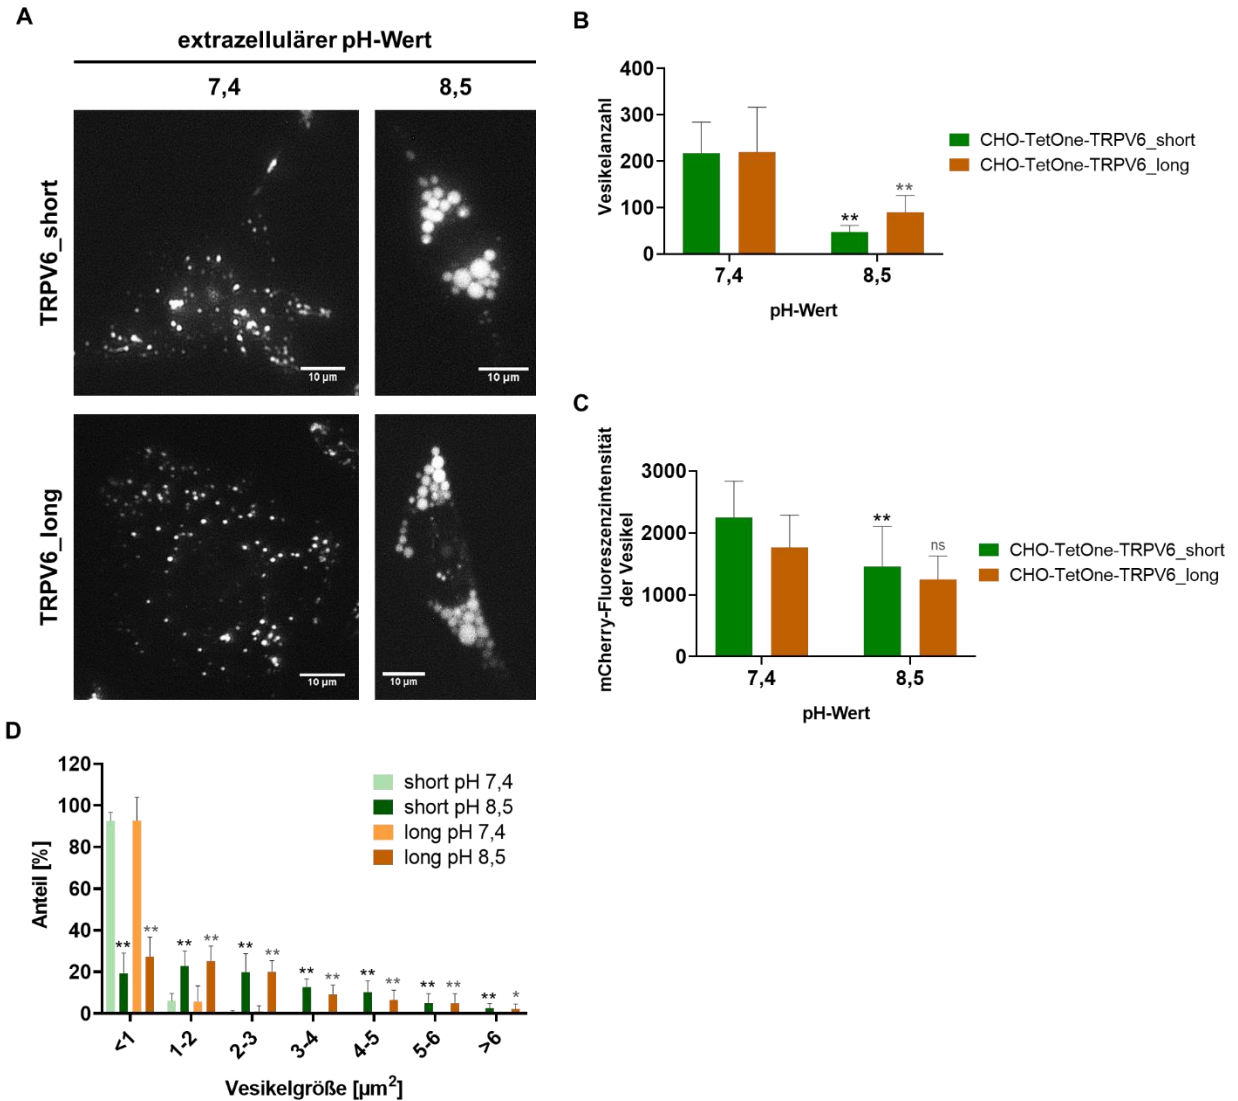 A
extrazellulärer pH-Wert
7,4
8,5
TRPV6_short
10 µm
10 µm
TRPV6_long
10 µm
10 µm
B
400
300
200
100
0
Vesikelanzahl
**
**
7,4
8,5
pH-Wert
CHO-TetOne-TRPV6_short
CHO-TetOne-TRPV6_long
C
3000
2000
1000
0
mCherry-Fluoreszenzintensität
der Vesikel
**
ns
7,4
8,5
pH-Wert
CHO-TetOne-TRPV6_short
CHO-TetOne-TRPV6_long
D
120
100
80
60
40
20
0
Anteil [%]
short pH 7,4
short pH 8,5
long pH 7,4
long pH 8,5
** ** ** ** ** ** ** ** ** ** ** ** ** *
<1 1-2 2-3 3-4 4-5 5-6 >6
Vesikelgröße [µm²]